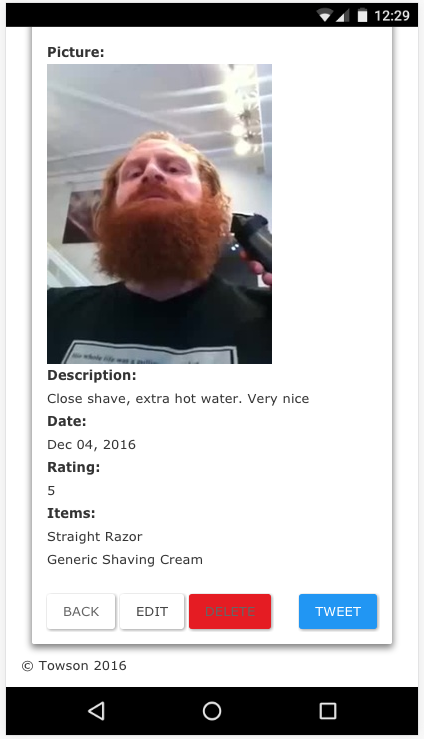 12:29
Picture:
Description:
Close shave, extra hot water. Very nice
Date:
Dec 04, 2016
Rating:
5
Items:
Straight Razor
Generic Shaving Cream
BACK EDIT DELETE TWEET
© Towson 2016